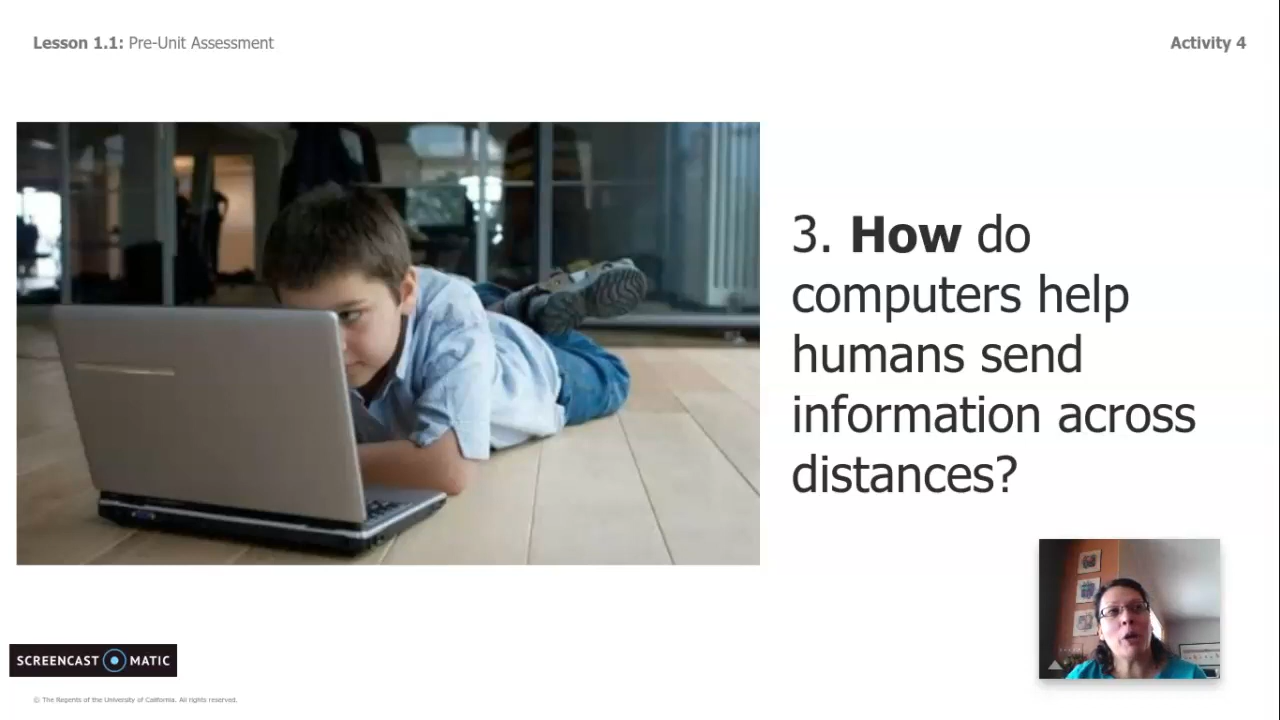 Lesson 1.1: Pre-Unit Assessment
Activity 4
3. How do
computers help
humans send
information across
distances?
SCREENCAST MATIC
© The Regents of the University of California. All rights reserved.